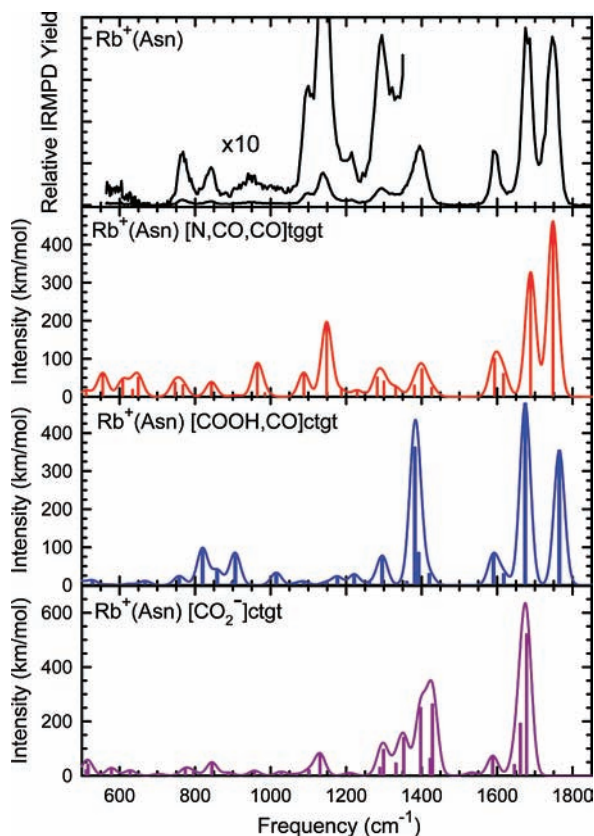 Relative IRMPD Yield
Rb⁺(Asn)
x10
Intensity (km/mol)
Rb⁺(Asn) [N,CO,CO]tggt
400
300
200
100
0
Intensity (km/mol)
Rb⁺(Asn) [COOH,CO]ctgt
400
300
200
100
0
Intensity (km/mol)
Rb⁺(Asn) [CO₂⁻]ctgt
600
400
200
0
600 800 1000 1200 1400 1600 1800
Frequency (cm⁻¹)